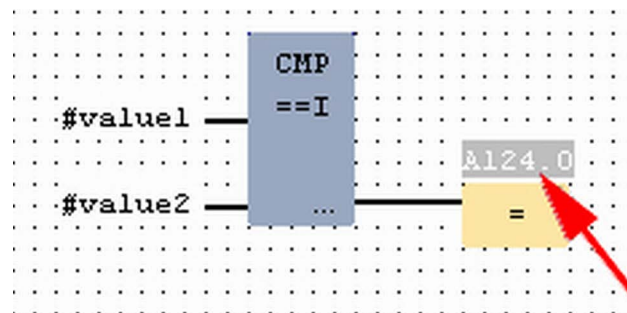 CMP
==I
#value1
A124.0
#value2
...
=